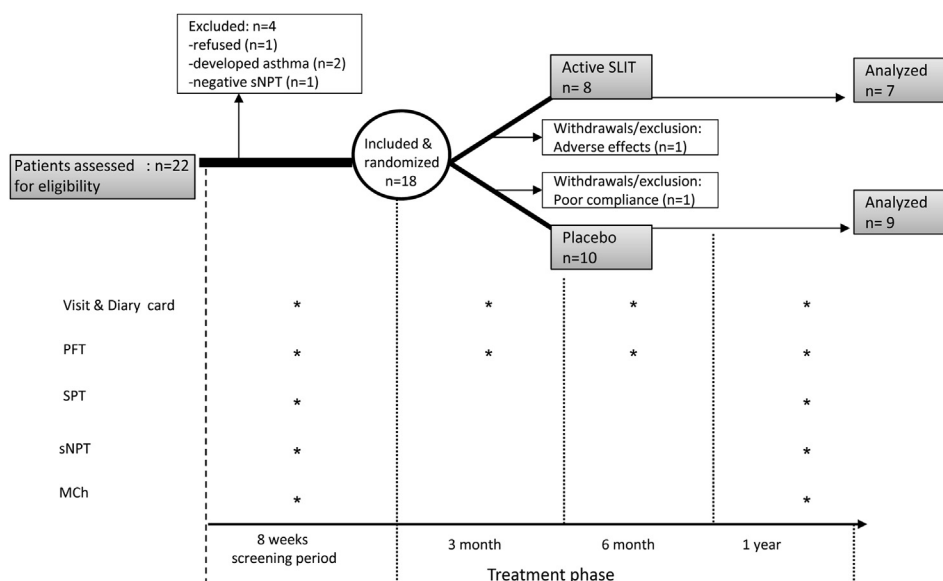 Excluded: n=4
-refused (n=1)
-developed asthma (n=2)
-negative sNPT (n=1)
Patients assessed : n=22
for eligibility
Included &
randomized
n=18
Active SLIT
n= 8
Analyzed
n= 7
Withdrawals/exclusion:
Adverse effects (n=1)
Withdrawals/exclusion:
Poor compliance (n=1)
Placebo
n=10
Analyzed
n= 9
Visit & Diary card * * * *
PFT * * * *
SPT * *
sNPT * *
MCh * *
8 weeks
screening period
3 month
6 month
1 year
Treatment phase